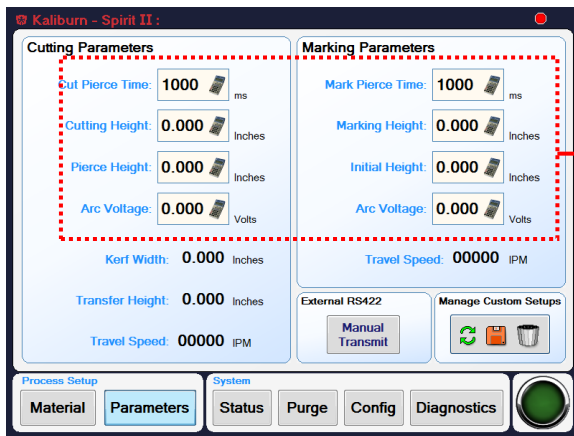 Kaliburn - Spirit II :
Cutting Parameters
Cut Pierce Time: 1000 ms
Cutting Height: 0.000 Inches
Pierce Height: 0.000 Inches
Arc Voltage: 0.000 Volts
Kerf Width: 0.000 Inches
Transfer Height: 0.000 Inches
Travel Speed: 00000 IPM
Marking Parameters
Mark Pierce Time: 1000 ms
Marking Height: 0.000 Inches
Initial Height: 0.000 Inches
Arc Voltage: 0.000 Volts
Travel Speed: 00000 IPM
External RS422
Manual
Transmit
Manage Custom Setups
Process Setup
Material Parameters
System
Status Purge Config Diagnostics